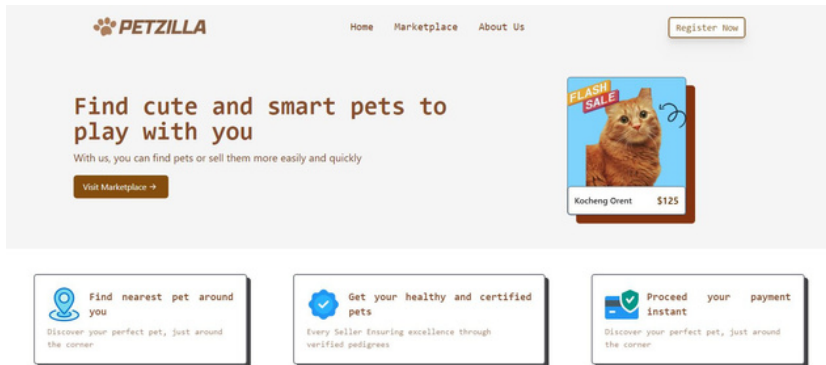 PETZILLA
Home Marketplace About Us
Register Now
Find cute and smart pets to
play with you
With us, you can find pets or sell them more easily and quickly
Visit Marketplace →
FLASH
SALE
Kocheng Orent $125
Find nearest pet around
you
Discover your perfect pet, just around
the corner
Get your healthy and certified
pets
Every Seller Ensuring excellence through
verified pedigrees
Proceed your payment
instant
Discover your perfect pet, just around
the corner